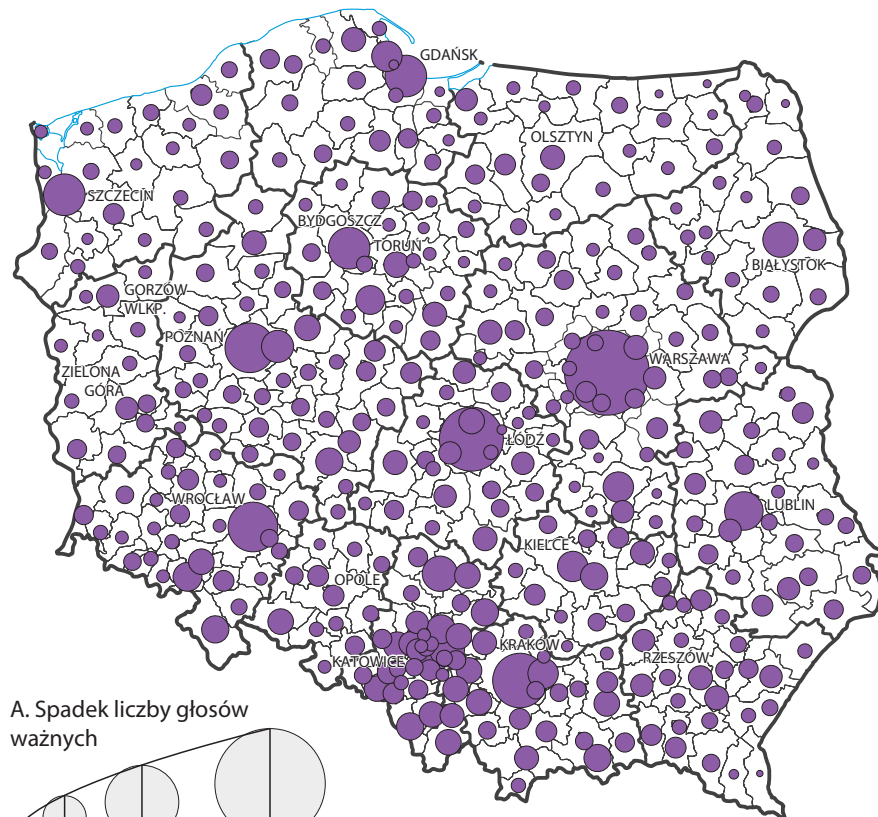 GDAŃSK
OLSZTYN
SZCZECIN
BYDGOSZCZ
TORUŃ
BIAŁYSTOK
GORZÓW
WLKP.
POZNAŃ
WARSZAWA
ZIELONA
GÓRA
ŁÓDŹ
WROCŁAW
LUBLIN
KIELCE
OPOLE
KRAKÓW
KATOWICE
RZESZÓW
A. Spadek liczby głosów
ważnych